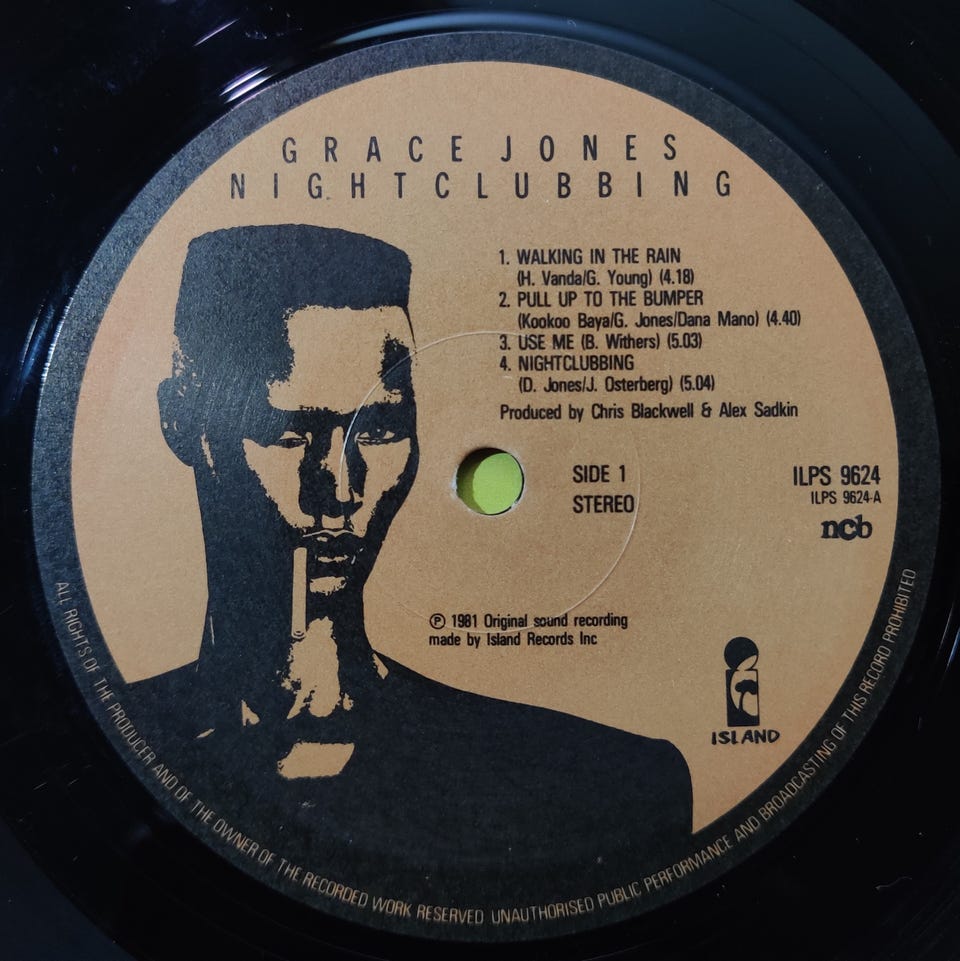 GRACE JONES
NIGHTCLUBBING
1. WALKING IN THE RAIN
(H. Vanda/G. Young) (4.18)
2. PULL UP TO THE BUMPER
(Kookoo Baya/G. Jones/Dana Mano) (4.40)
3. USE ME (B. Withers) (5.03)
4. NIGHTCLUBBING
(D. Jones/J. Osterberg) (5.04)
Produced by Chris Blackwell & Alex Sadkin
SIDE 1
STEREO
ILPS 9624
ILPS 9624-A
ncb
℗ 1981 Original sound recording
made by Island Records Inc
ISLAND
ALL RIGHTS OF THE PRODUCER AND OF THE OWNER OF THE RECORDED WORK RESERVED UNAUTHORISED PUBLIC PERFORMANCE AND BROADCASTING OF THIS RECORD PROHIBITED